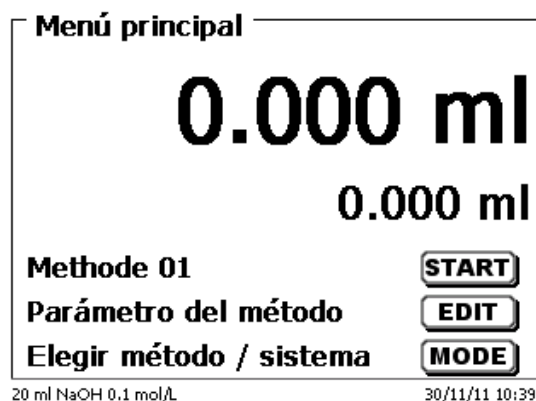 Menú principal
0.000 ml
0.000 ml
Methode 01 START
Parámetro del método EDIT
Elegir método / sistema MODE
20 ml NaOH 0.1 mol/L 30/11/11 10:39